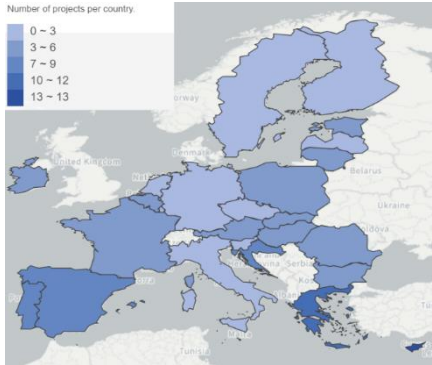 Number of projects per country.
0 ~ 3
3 ~ 6
7 ~ 9
10 ~ 12
13 ~ 13
Norway
United Kingdom
Denmark
Belarus
Ukraine
Serbia
Malta
Tunisia